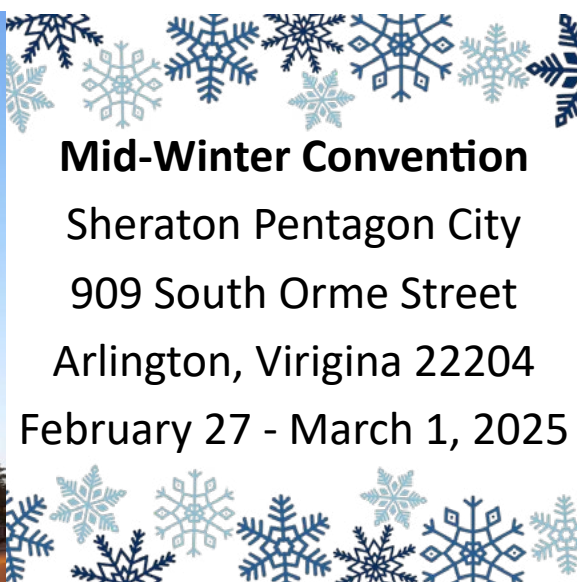 Mid-Winter Convention
Sheraton Pentagon City
909 South Orme Street
Arlington, Virigina 22204
February 27 - March 1, 2025